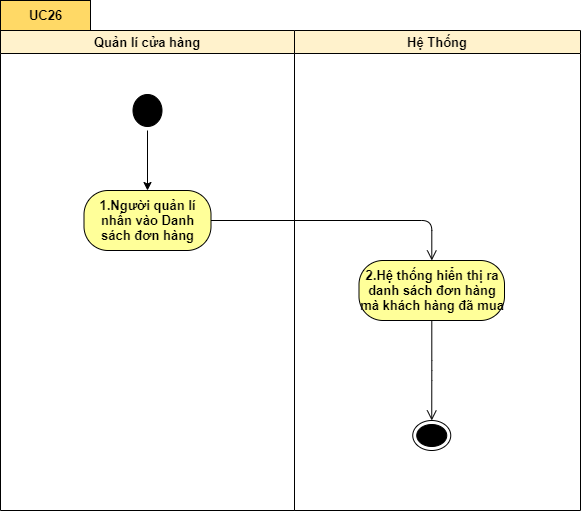 UC26
Quản lí cửa hàng
Hệ Thống
1.Người quản lí
nhấn vào Danh
sách đơn hàng
2.Hệ thống hiển thị ra
danh sách đơn hàng
mà khách hàng đã mua